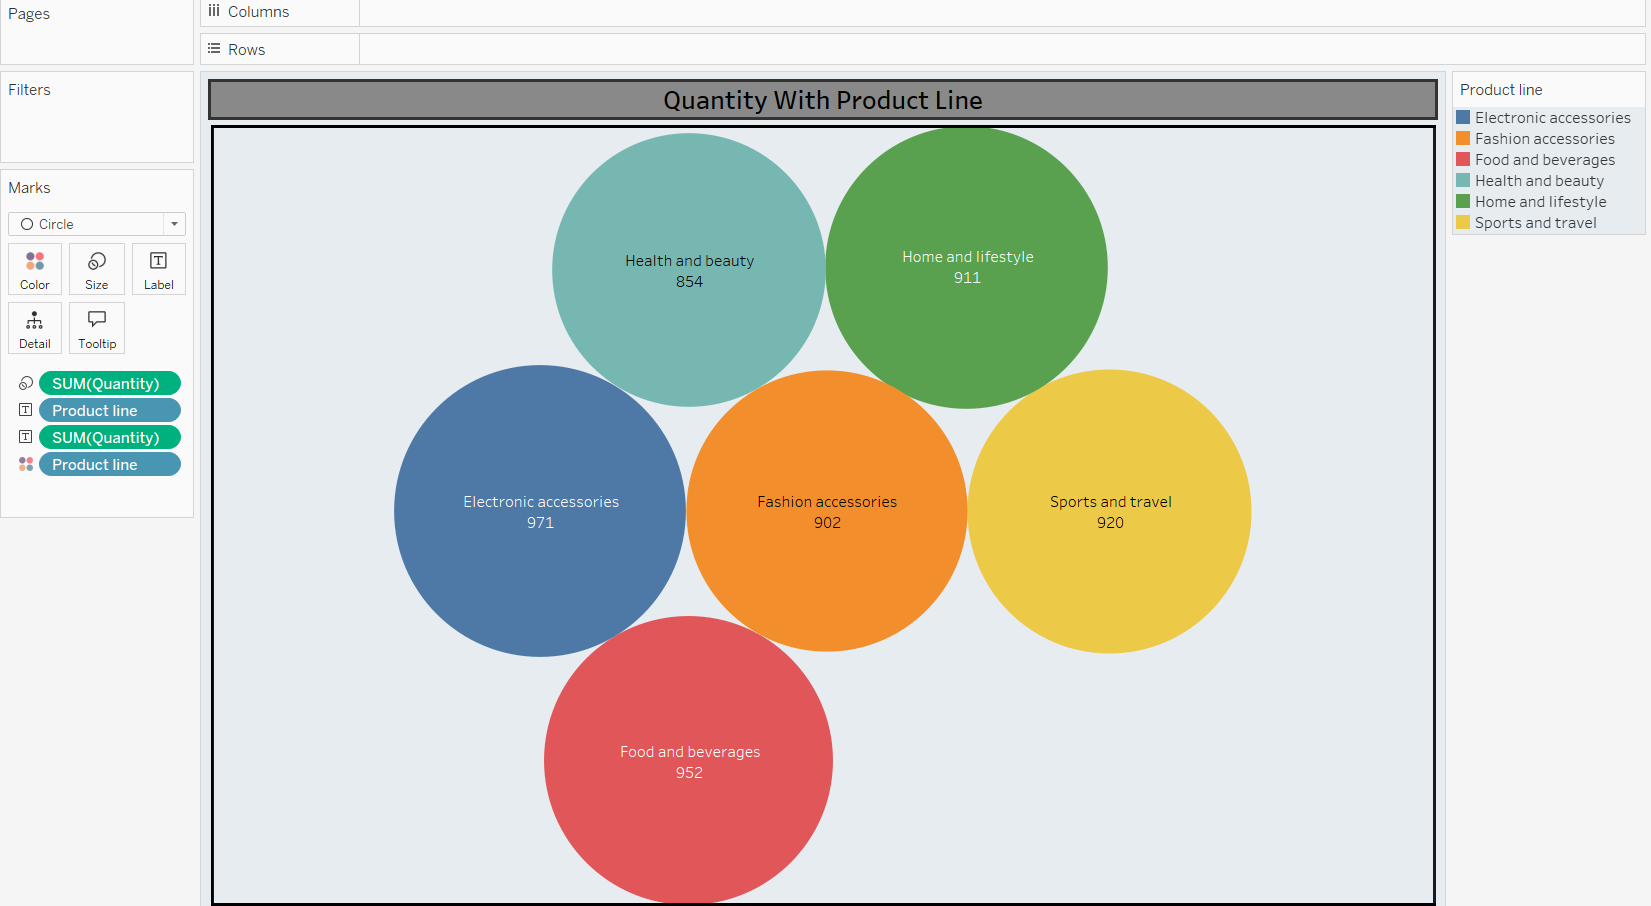 Pages
Columns
Rows
Filters
Marks
Circle
Color
Size
Label
Detail
Tooltip
SUM(Quantity)
Product line
SUM(Quantity)
Product line
Quantity With Product Line
Health and beauty
854
Home and lifestyle
911
Electronic accessories
971
Fashion accessories
902
Sports and travel
920
Food and beverages
952
Product line
Electronic accessories
Fashion accessories
Food and beverages
Health and beauty
Home and lifestyle
Sports and travel